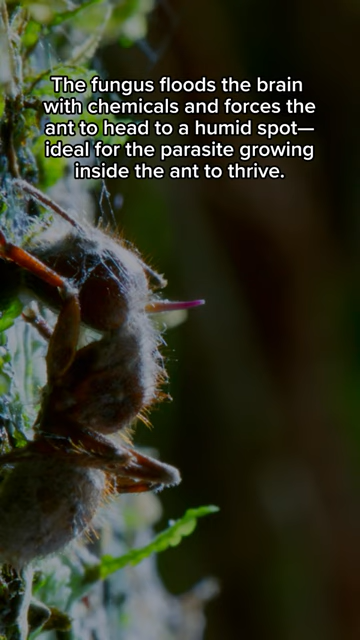 The fungus floods the brain
with chemicals and forces the
ant to head to a humid spot—
ideal for the parasite growing
inside the ant to thrive.